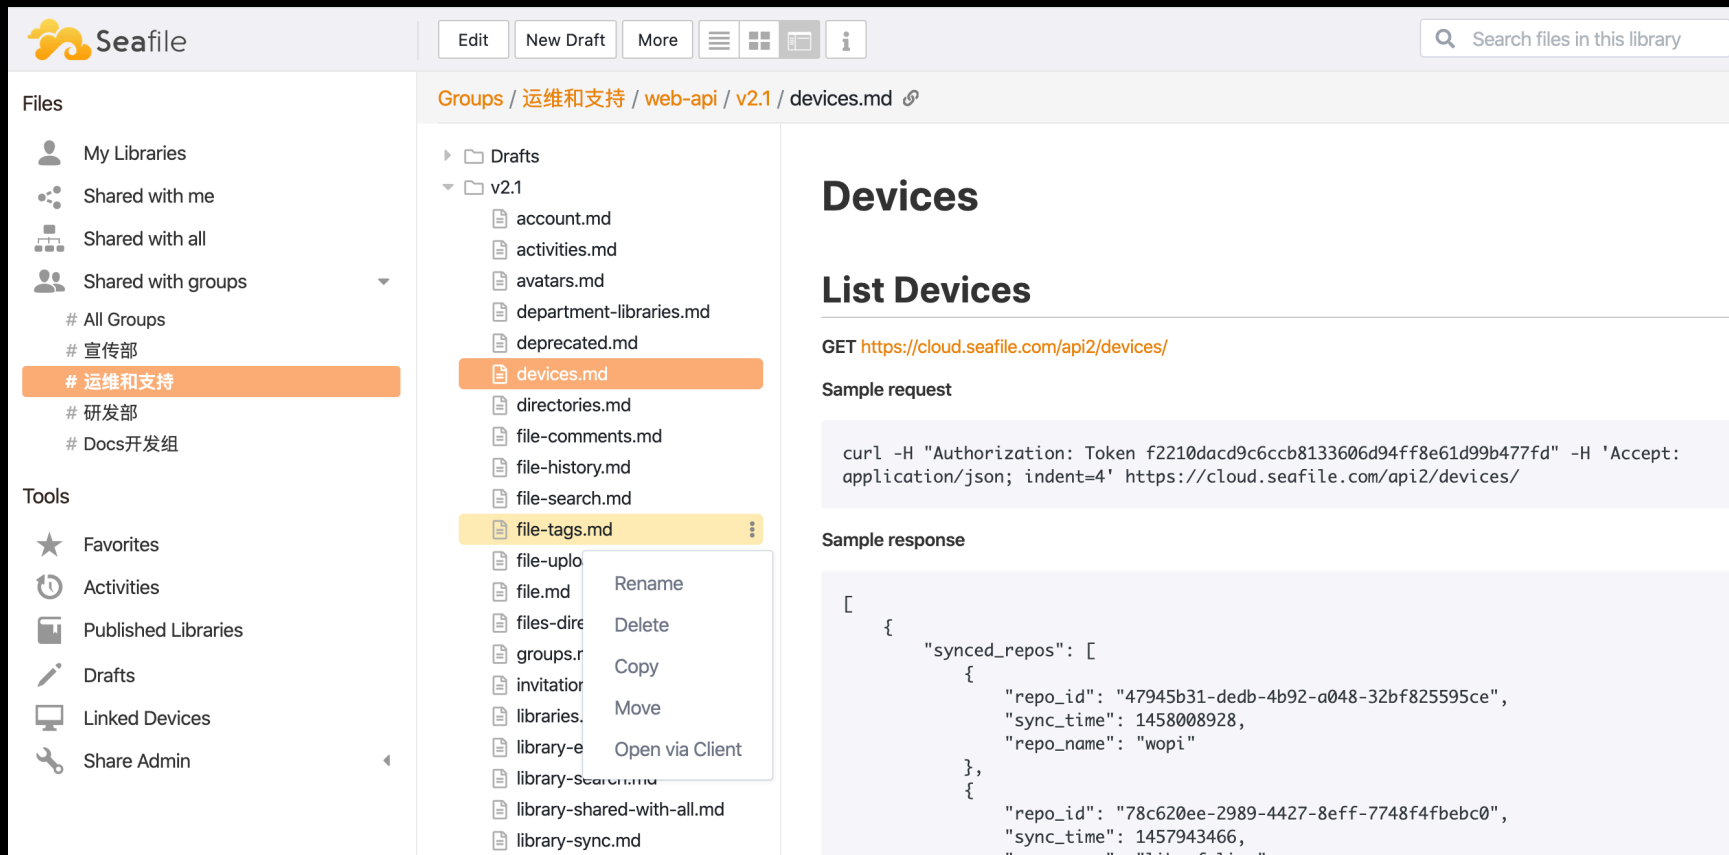 Seafile
Edit
New Draft
More
Search files in this library
Files
My Libraries
Shared with me
Shared with all
Shared with groups
# All Groups
# 宣传部
# 运维和支持
# 研发部
# Docs开发组
Tools
Favorites
Activities
Published Libraries
Drafts
Linked Devices
Share Admin
Groups / 运维和支持 / web-api / v2.1 / devices.md
Drafts
v2.1
account.md
activities.md
avatars.md
department-libraries.md
deprecated.md
devices.md
directories.md
file-comments.md
file-history.md
file-search.md
file-tags.md
file-uplo
file.md
files-dire
groups.
invitation
libraries.
library-e
library-search.md
library-shared-with-all.md
library-sync.md
Rename
Delete
Copy
Move
Open via Client
Devices
List Devices
GET https://cloud.seafile.com/api2/devices/
Sample request
curl -H "Authorization: Token f2210dacd9c6ccb8133606d94ff8e61d99b477fd" -H 'Accept:
application/json; indent=4' https://cloud.seafile.com/api2/devices/
Sample response
[
{
"synced_repos": [
{
"repo_id": "47945b31-dedb-4b92-a048-32bf825595ce",
"sync_time": 1458008928,
"repo_name": "wopi"
},
{
"repo_id": "78c620ee-2989-4427-8eff-7748f4fbebc0",
"sync_time": 1457943466,